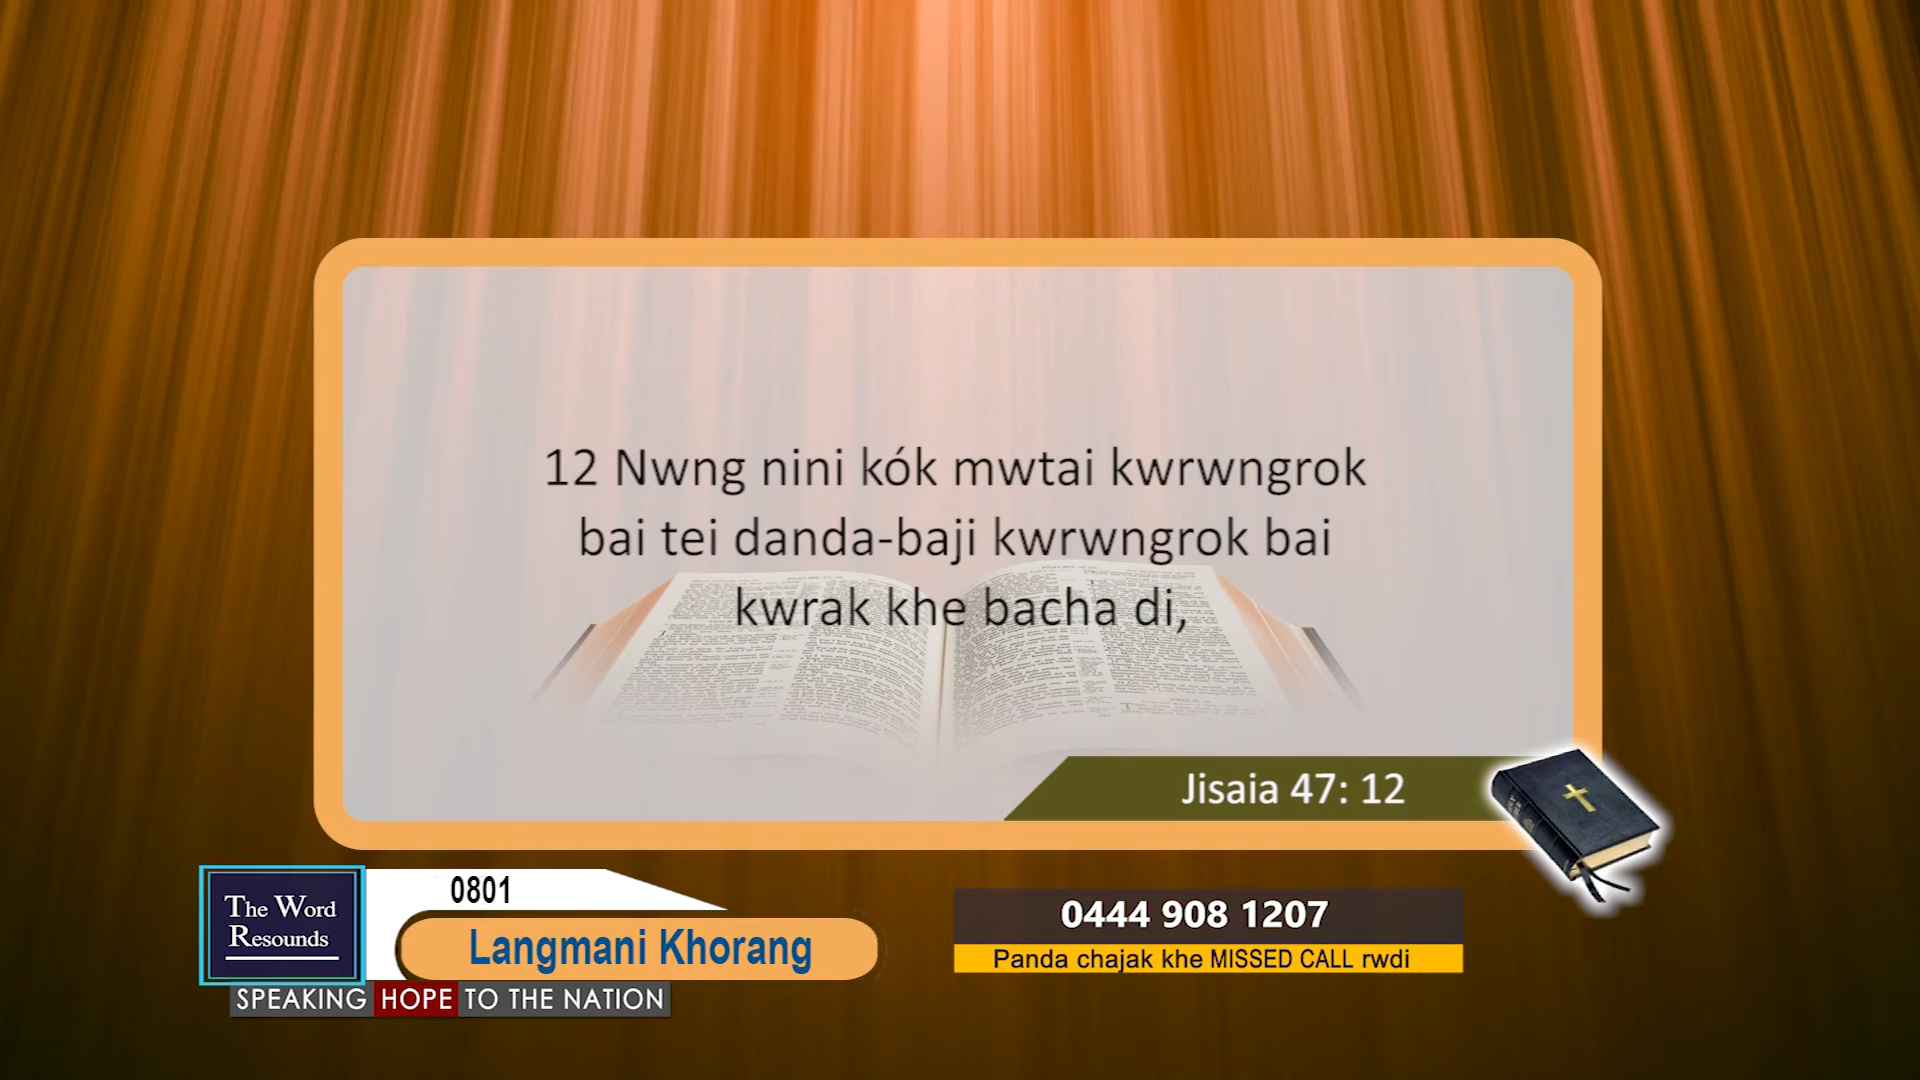 12 Nwng nini kók mwtai kwrwngrok
bai tei danda-baji kwrwngrok bai
kwrak khe bacha di,
Jisaia 47: 12
The Word
Resounds
0801
Langmani Khorang
SPEAKING HOPE TO THE NATION
0444 908 1207
Panda chajak khe MISSED CALL rwdi